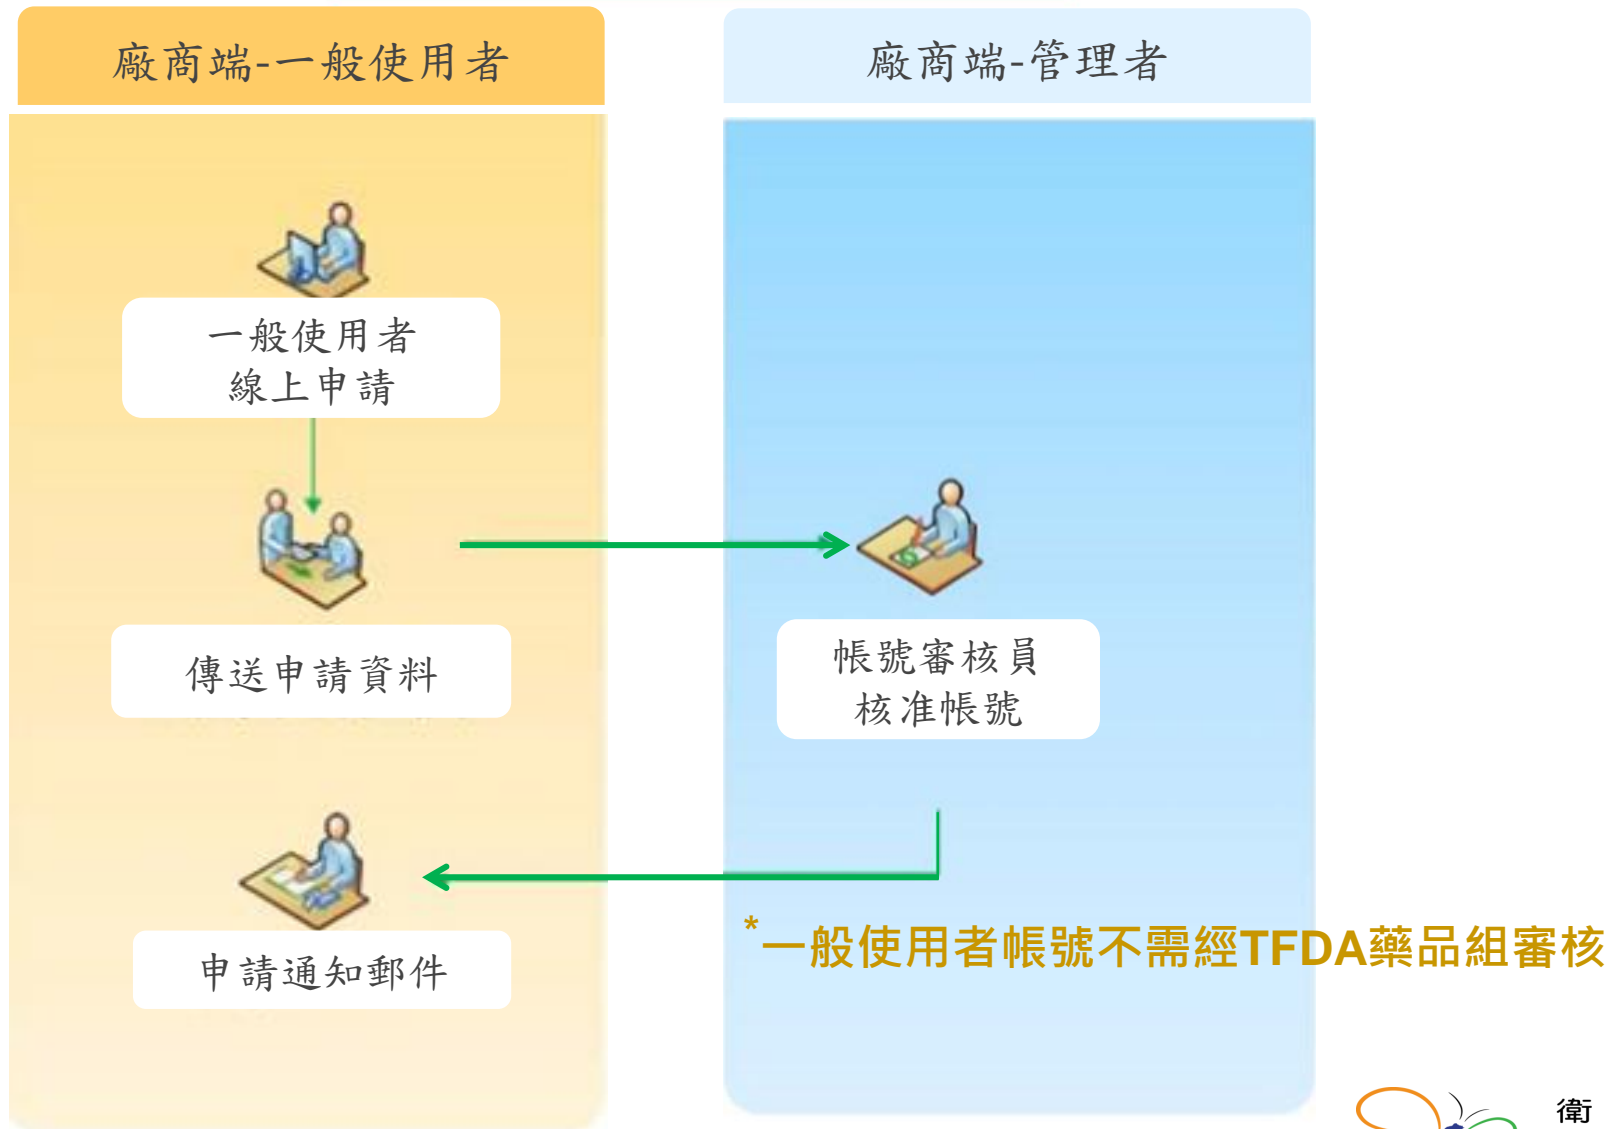 廠商端-一般使用者
廠商端-管理者
一般使用者
線上申請
傳送申請資料
帳號審核員
核准帳號
申請通知郵件
*一般使用者帳號不需經TFDA藥品組審核
衛